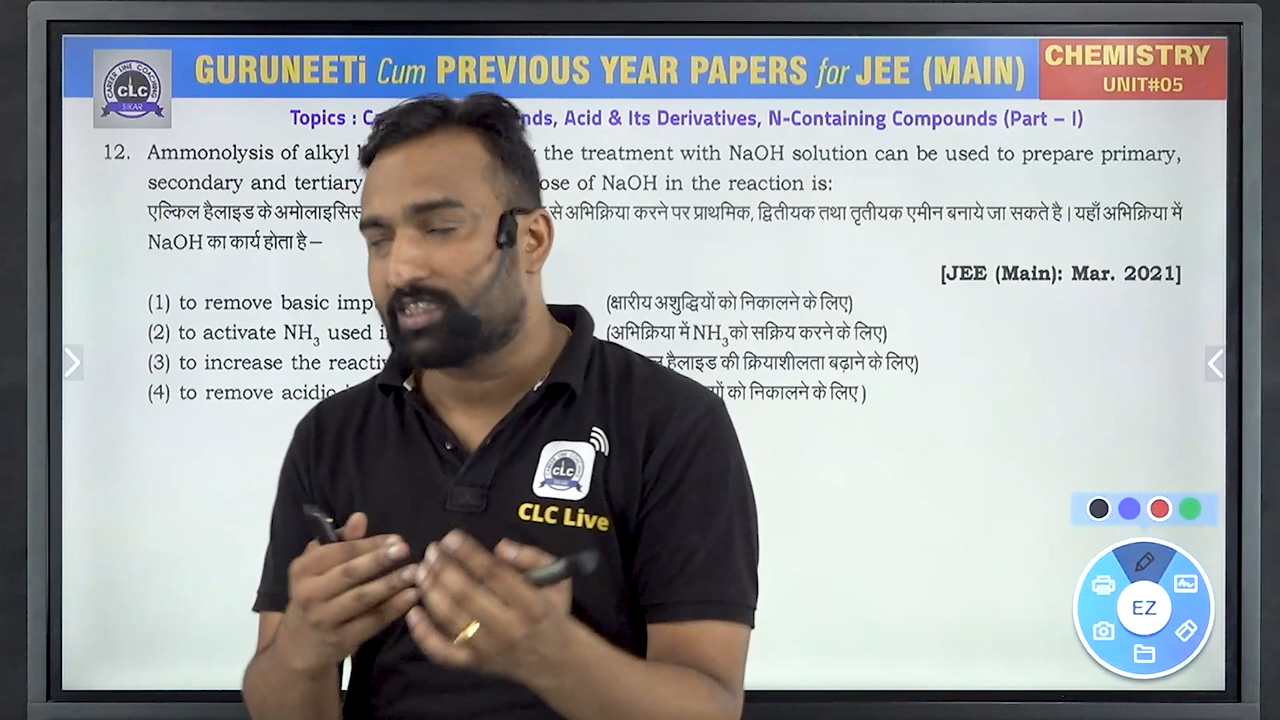 GURUNEETi Cum PREVIOUS YEAR PAPERS for JEE (MAIN)
CHEMISTRY
UNIT#05
CAREER LINE COACHING
CLC
SIKAR
Topics : nds, Acid & Its Derivatives, N-Containing Compounds (Part – I)
12. Ammonolysis of alkyl the treatment with NaOH solution can be used to prepare primary,
secondary and tertiary ose of NaOH in the reaction is:
एल्किल हैलाइड के अमोलाइसिस से अभिक्रिया करने पर प्राथमिक, द्वितीयक तथा तृतीयक एमीन बनाये जा सकते है। यहाँ अभिक्रिया में
NaOH का कार्य होता है–
[JEE (Main): Mar. 2021]
(1) to remove basic imp (क्षारीय अशुद्धियों को निकालने के लिए)
(2) to activate NH₃ used (अभिक्रिया में NH₃को सक्रिय करने के लिए)
(3) to increase the reacti हैलाइड की क्रियाशीलता बढ़ाने के लिए)
(4) to remove acidic को निकालने के लिए )
CLC
CLC Live
EZ